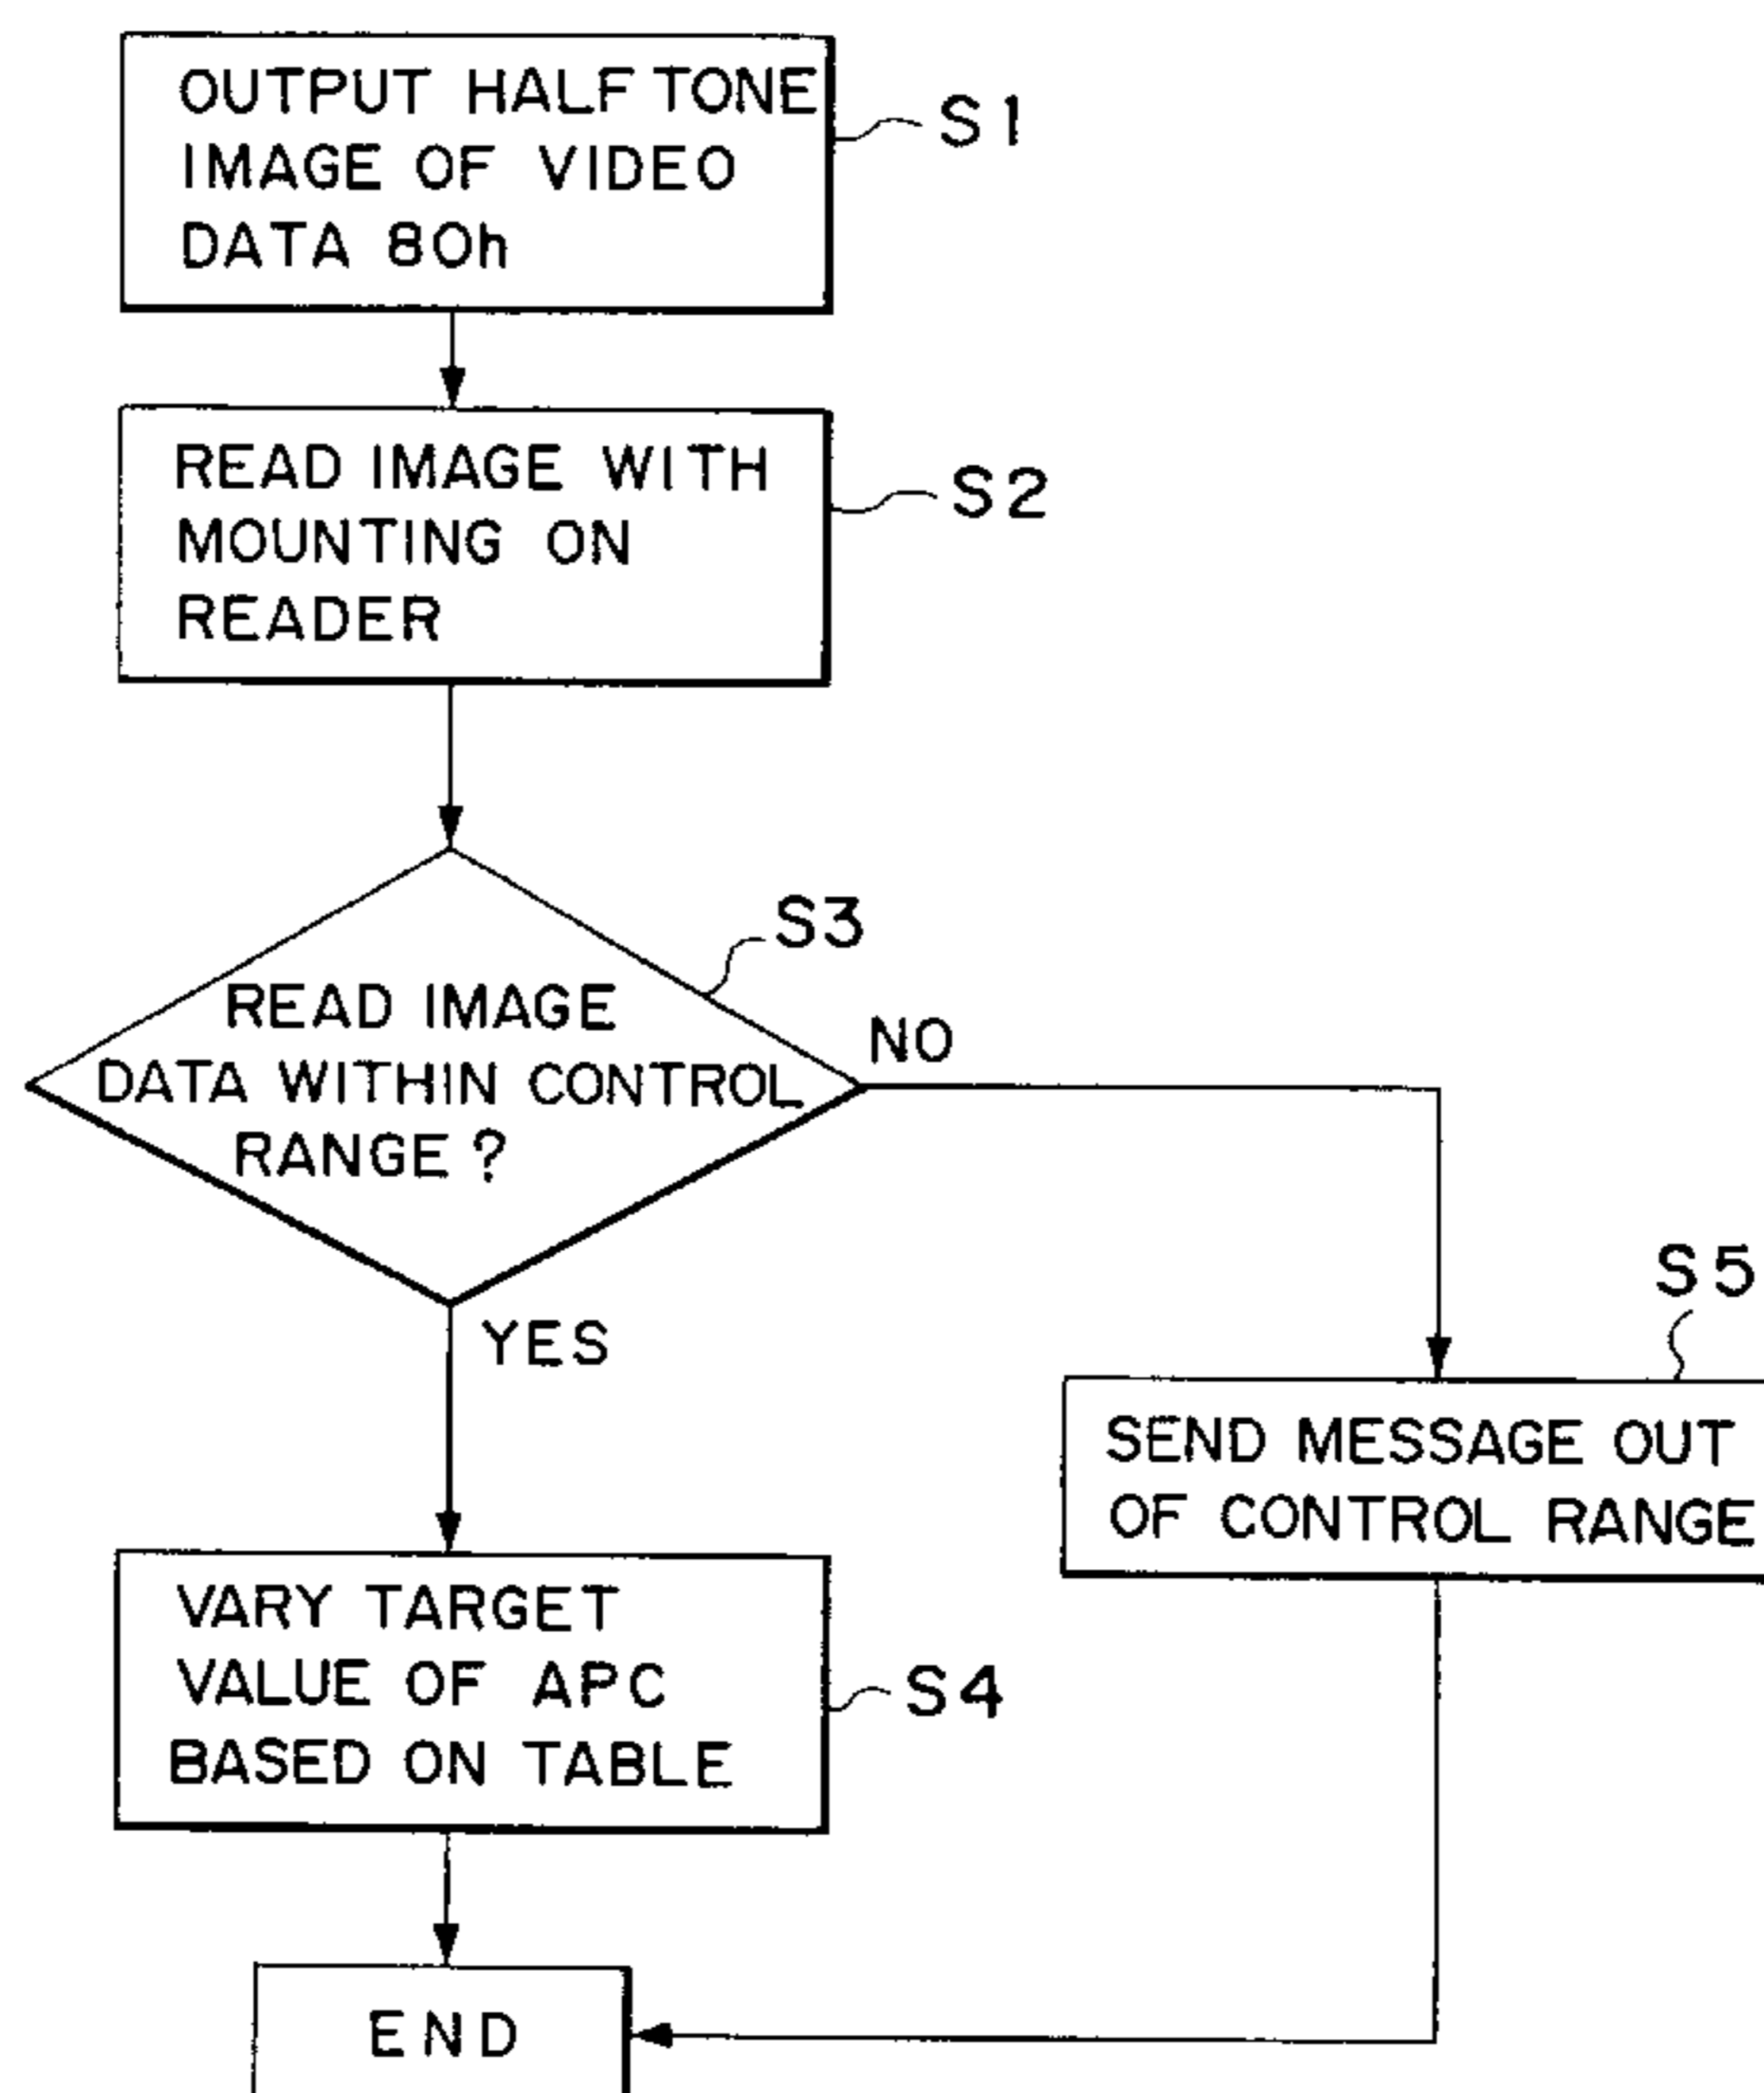 OUTPUT HALFTONE
IMAGE OF VIDEO
DATA 80h
S1
READ IMAGE WITH
MOUNTING ON
READER
S2
S3
READ IMAGE
DATA WITHIN CONTROL
RANGE ?
NO
YES
S5
SEND MESSAGE OUT
OF CONTROL RANGE
VARY TARGET
VALUE OF APC
BASED ON TABLE
S4
END